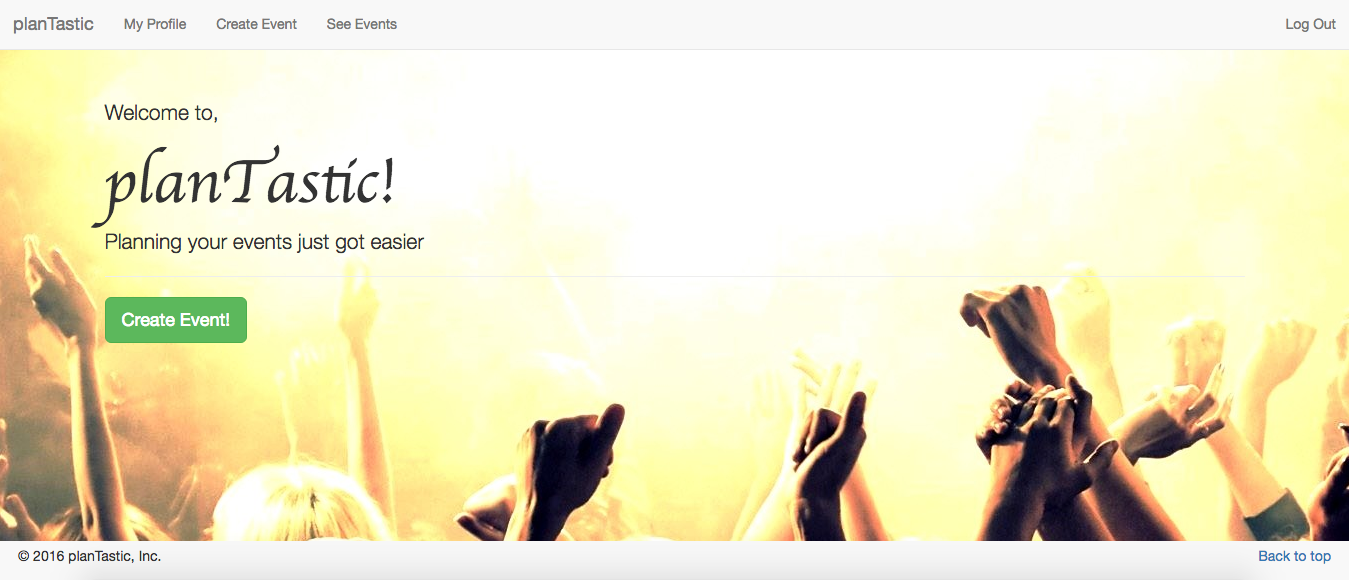 planTastic My Profile Create Event See Events Log Out
Welcome to,
planTastic!
Planning your events just got easier
Create Event!
© 2016 planTastic, Inc. Back to top